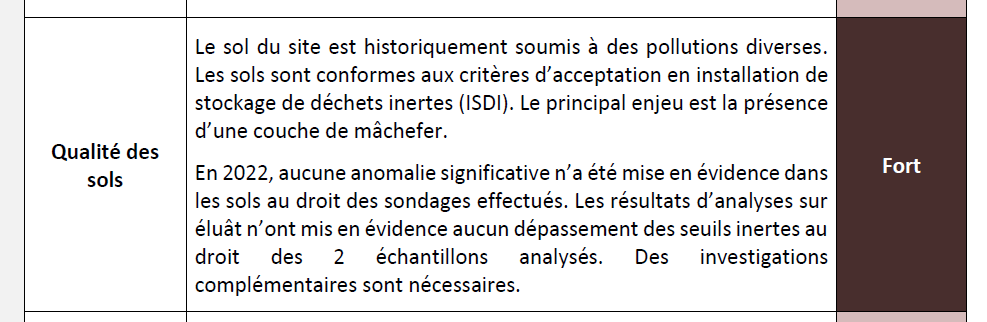 Qualité des
sols
Le sol du site est historiquement soumis à des pollutions diverses.
Les sols sont conformes aux critères d’acceptation en installation de
stockage de déchets inertes (ISDI). Le principal enjeu est la présence
d’une couche de mâchefer.
En 2022, aucune anomalie significative n’a été mise en évidence dans
les sols au droit des sondages effectués. Les résultats d’analyses sur
éluât n’ont mis en évidence aucun dépassement des seuils inertes au
droit des 2 échantillons analysés. Des investigations
complémentaires sont nécessaires.
Fort